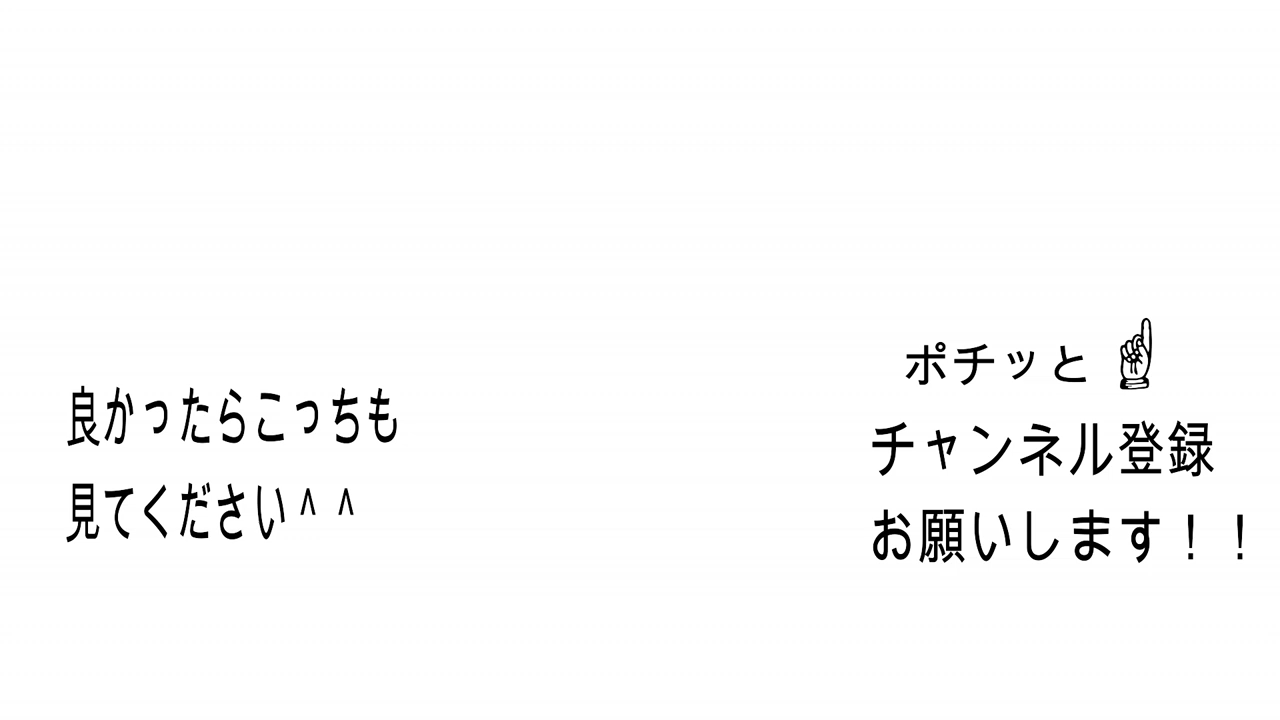 良かったらこっちも
見てください＾＾
ポチッと☝
チャンネル登録
お願いします！！